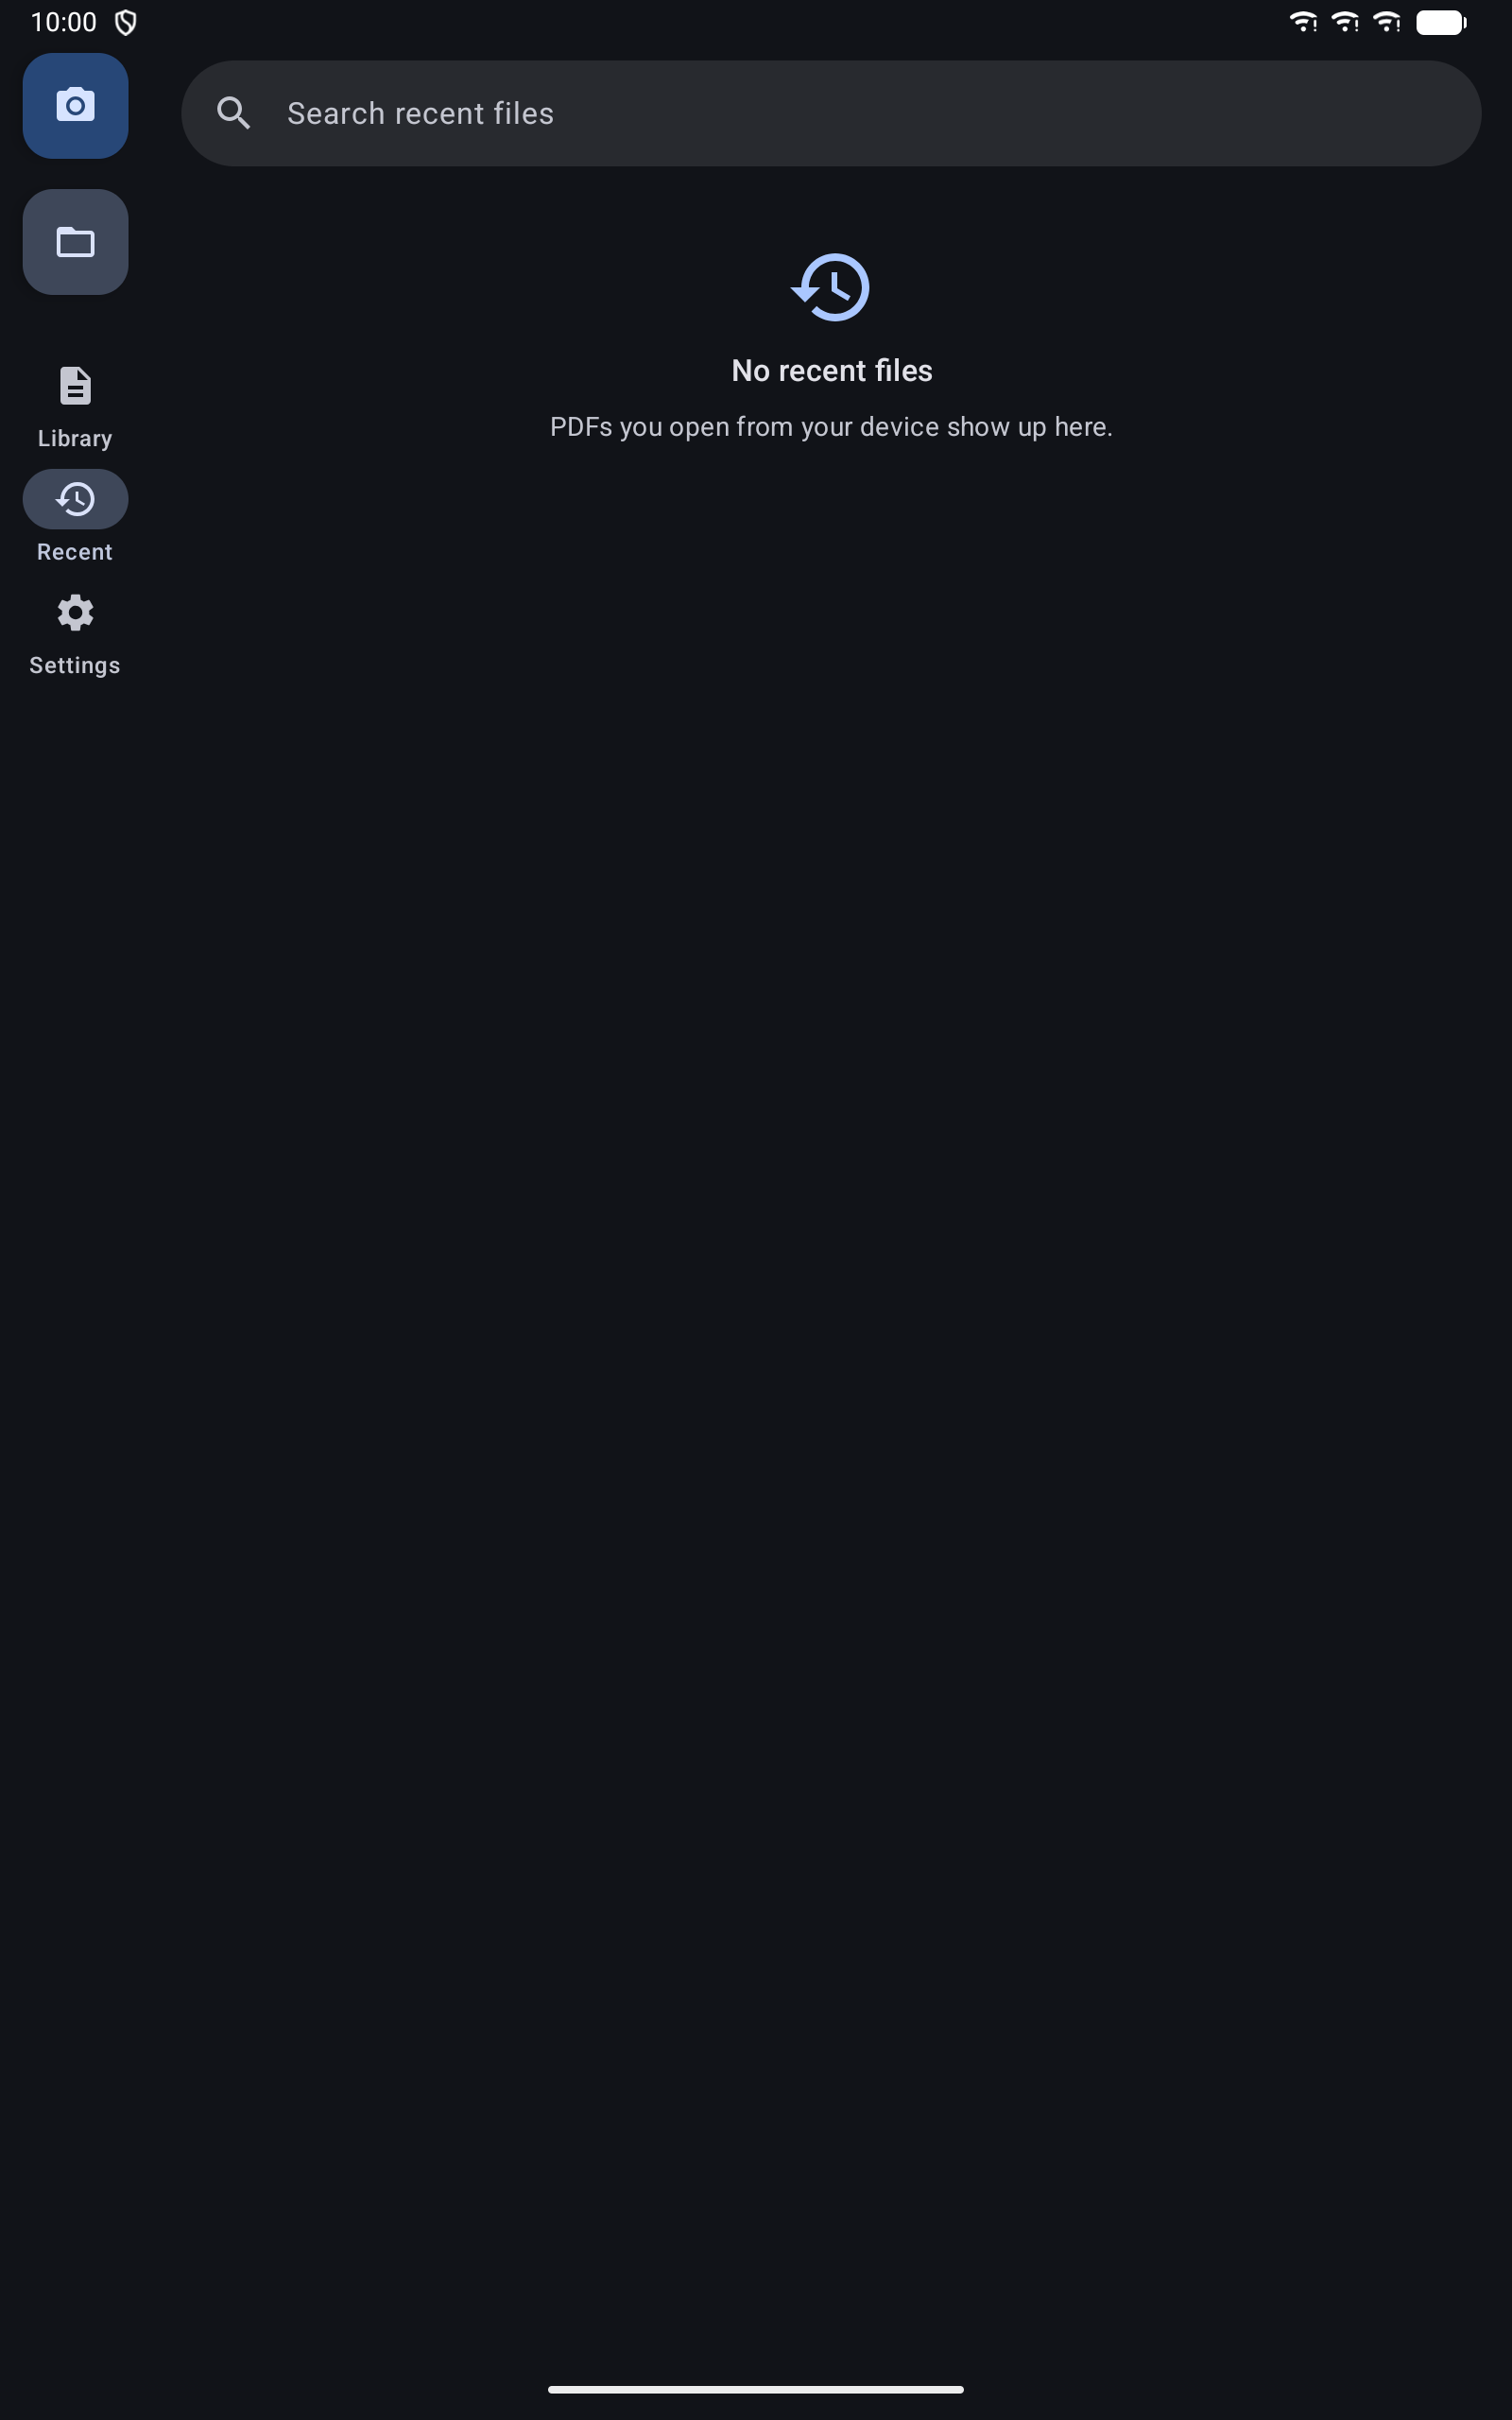 10:00
Search recent files
No recent files
PDFs you open from your device show up here.
Library
Recent
Settings